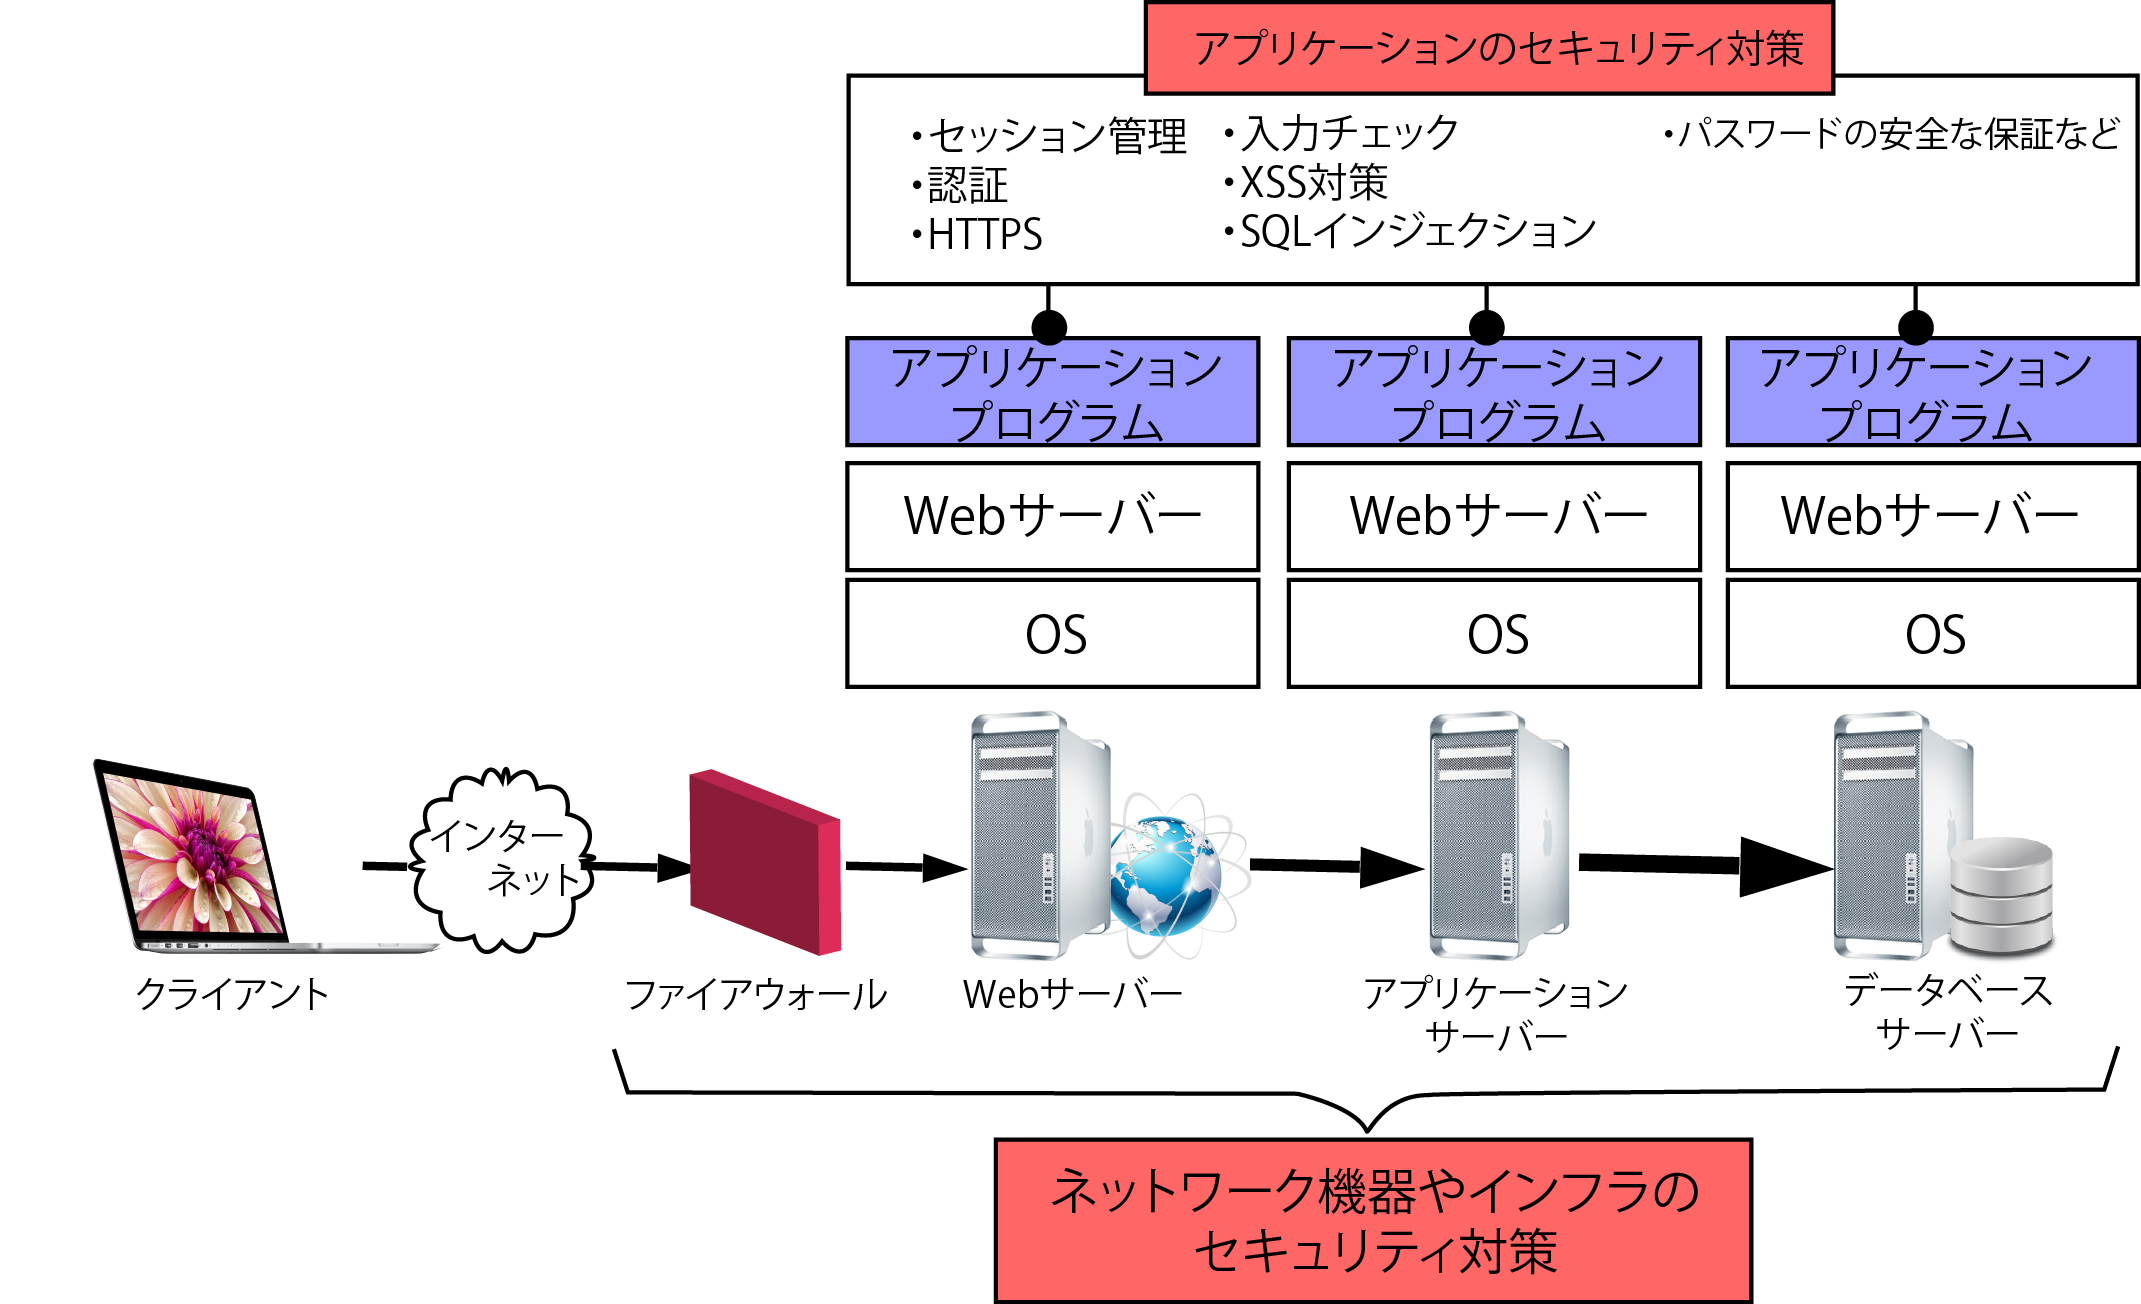 アプリケーションのセキュリティ対策
・セッション管理
・認証
・HTTPS
・入力チェック
・XSS対策
・SQLインジェクション
・パスワードの安全な保証など
アプリケーション
プログラム
アプリケーション
プログラム
アプリケーション
プログラム
Webサーバー
Webサーバー
Webサーバー
OS
OS
OS
インター
ネット
クライアント
ファイアウォール
Webサーバー
アプリケーション
サーバー
データベース
サーバー
ネットワーク機器やインフラの
セキュリティ対策